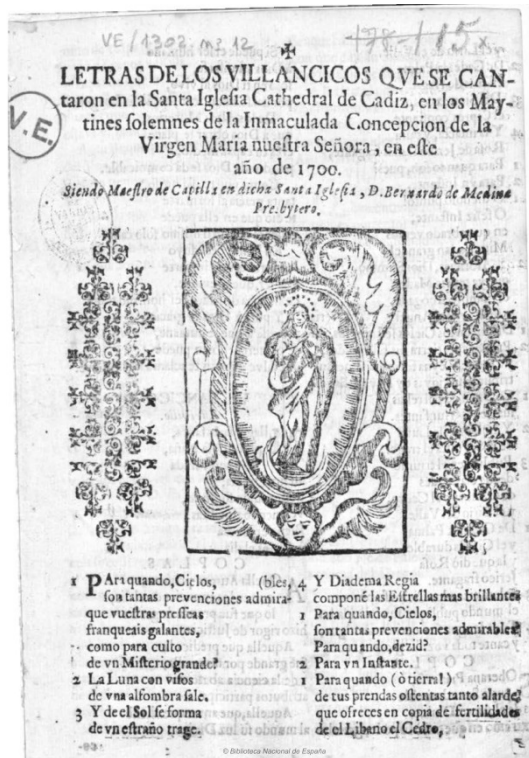 VE/1302 nº 12
178-185x
LETRAS DE LOS VILLANCICOS QVE SE CAN-
taron en la Santa Iglesia Cathedral de Cadiz, en los May-
tines solemnes de la Inmaculada Concepcion de la
Virgen Maria nuestra Señora, en este
año de 1700.
Siendo Maestro de Capilla en dicha Santa Iglesia, D. Bernardo de Medina
Presbytero.
V.E.
1 PAra quando, Cielos, (bles,
son tantas prevenciones admira-
que vuestras presseas
franqueais galantes,
como para culto
de vn Misterio grande?
2 La Luna con visos
de vna alfombra sale.
3 Y de el Sol se forma
de vn estraño trage.
4 Y Diadema Regia
componẽ las Estrellas mas brillantes
1 Para quando, Cielos,
son tantas prevenciones admirables?
Para quando, dezid?
2 Para vn Instante.
1 Para quando (ò tierra!)
de tus prendas ostentas tanto alarde?
que ofreces en copia de fertilidades
de el Libano el Cedro,
© Biblioteca Nacional de España